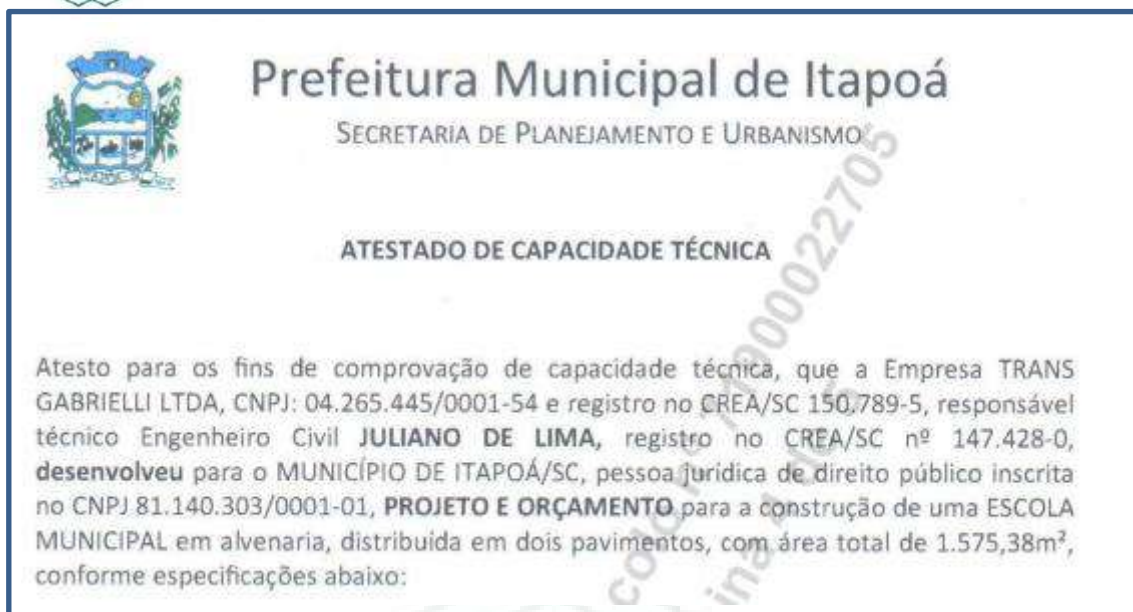 Prefeitura Municipal de Itapoá
SECRETARIA DE PLANEJAMENTO E URBANISMO
ATESTADO DE CAPACIDADE TÉCNICA
Atesto para os fins de comprovação de capacidade técnica, que a Empresa TRANS
GABRIELLI LTDA, CNPJ: 04.265.445/0001-54 e registro no CREA/SC 150.789-5, responsável
técnico Engenheiro Civil JULIANO DE LIMA, registro no CREA/SC nº 147.428-0,
desenvolveu para o MUNICÍPIO DE ITAPOÁ/SC, pessoa jurídica de direito público inscrita
no CNPJ 81.140.303/0001-01, PROJETO E ORÇAMENTO para a construção de uma ESCOLA
MUNICIPAL em alvenaria, distribuida em dois pavimentos, com área total de 1.575,38m²,
conforme especificações abaixo: